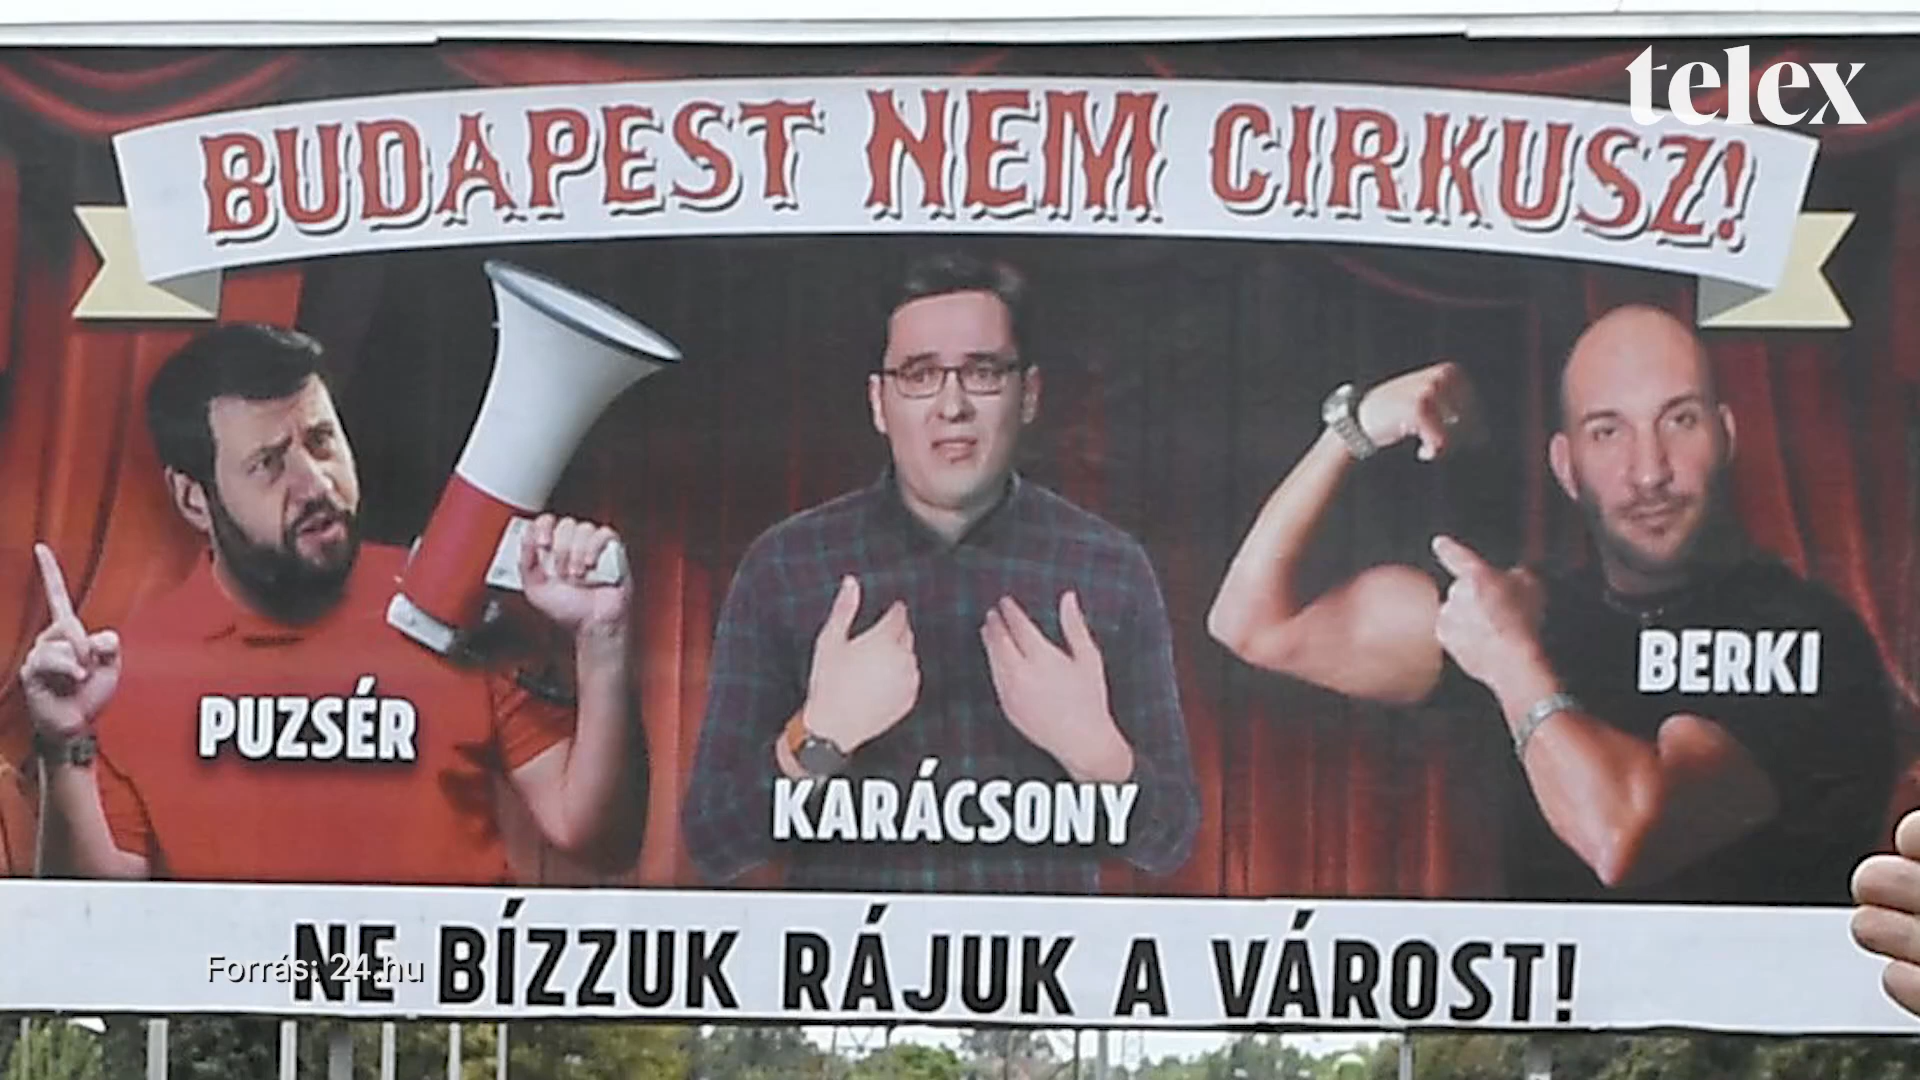 telex
BUDAPEST NEM CIRKUSZ!
PUZSÉR
KARÁCSONY
BERKI
NE BÍZZUK RÁJUK A VÁROST!
Forrás: 24.hu